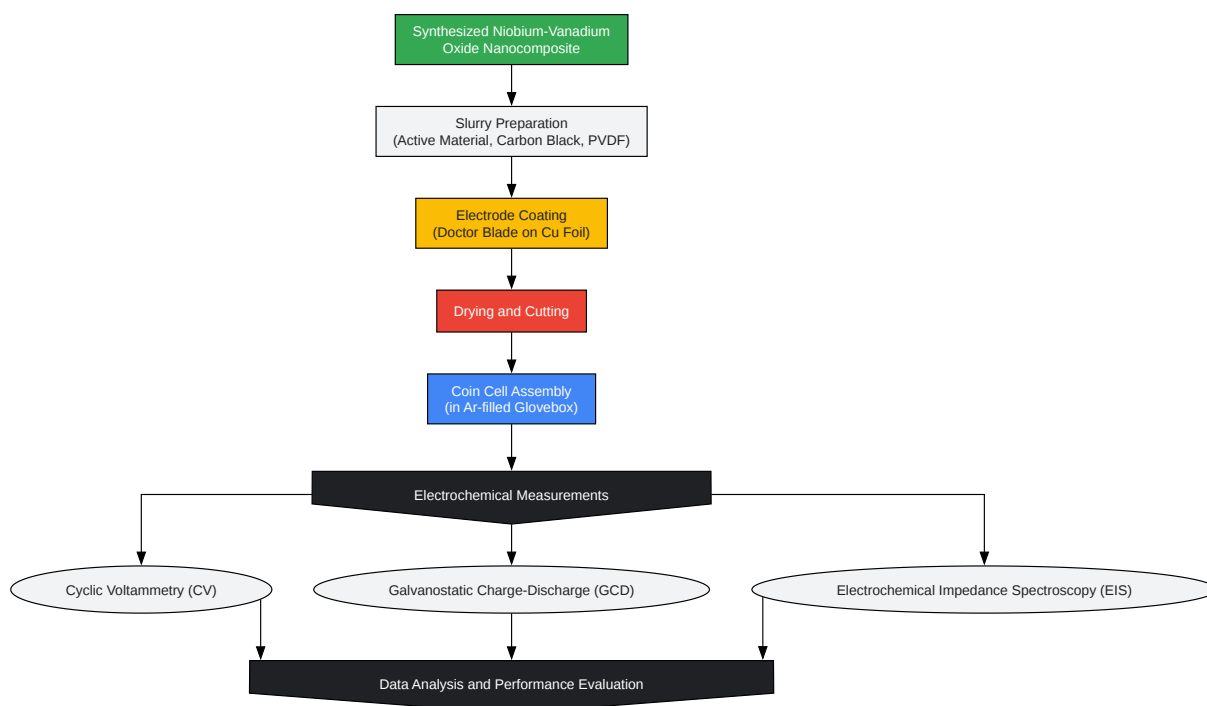 Synthesized Niobium-Vanadium
Oxide Nanocomposite
Slurry Preparation
(Active Material, Carbon Black, PVDF)
Electrode Coating
(Doctor Blade on Cu Foil)
Drying and Cutting
Coin Cell Assembly
(in Ar-filled Glovebox)
Electrochemical Measurements
Cyclic Voltammetry (CV)
Galvanostatic Charge-Discharge (GCD)
Electrochemical Impedance Spectroscopy (EIS)
Data Analysis and Performance Evaluation